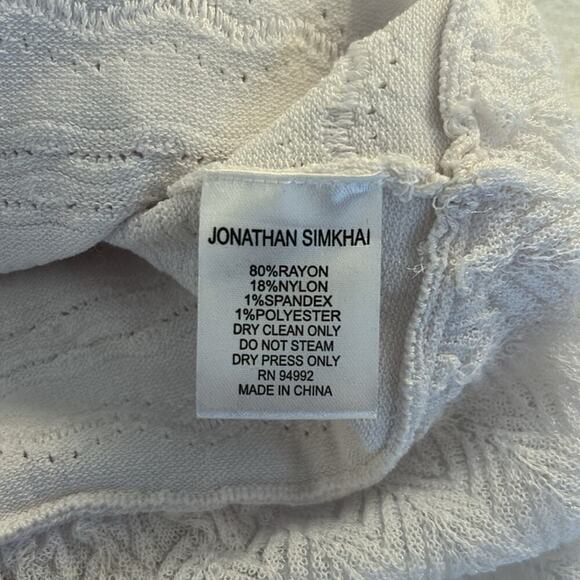 JONATHAN SIMKHAI
80%RAYON
18%NYLON
1%SPANDEX
1%POLYESTER
DRY CLEAN ONLY
DO NOT STEAM
DRY PRESS ONLY
RN 94992
MADE IN CHINA